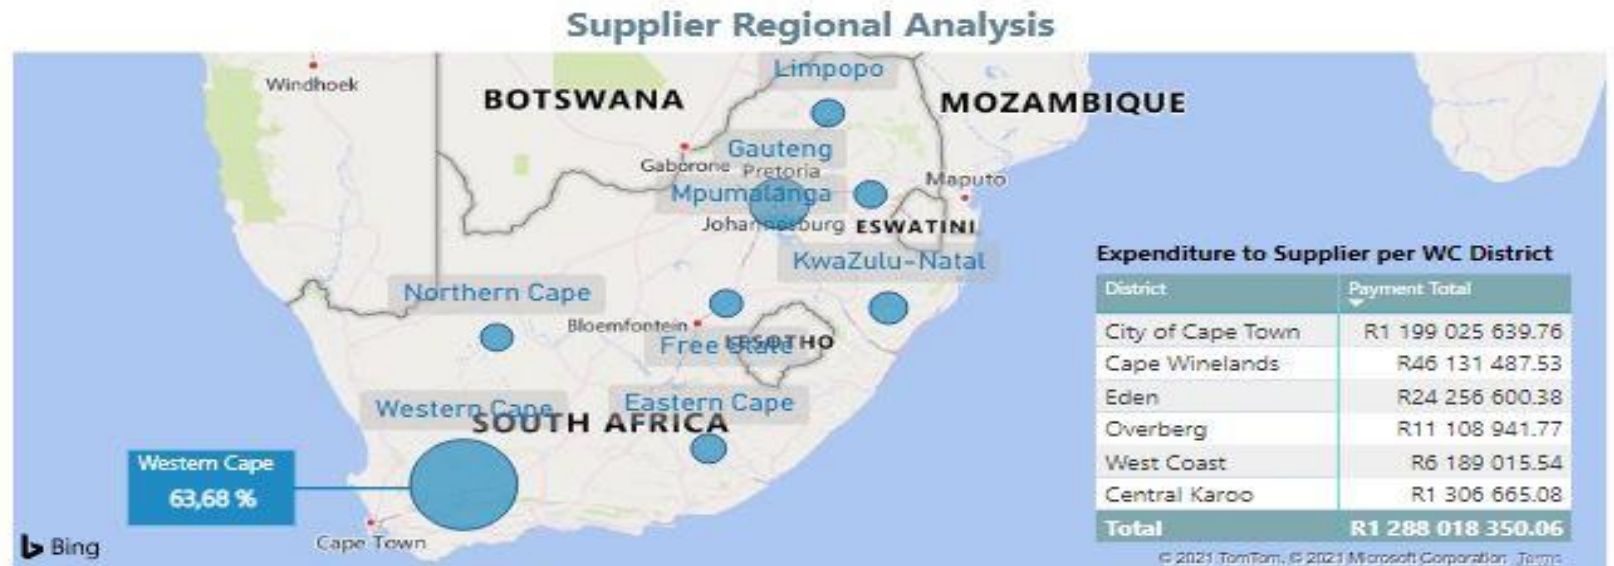 Supplier Regional Analysis
Windhoek
Limpopo
BOTSWANA
MOZAMBIQUE
Gauteng
Gaborone
Pretoria
Maputo
Mpumalanga
Johannesburg
ESWATINI
KwaZulu-Natal
Northern Cape
Bloemfontein
LESOTHO
Free State
Western Cape
Eastern Cape
SOUTH AFRICA
Western Cape
63,68 %
Cape Town
Bing
Expenditure to Supplier per WC District
District Payment Total
City of Cape Town R1 199 025 639.76
Cape Winelands R46 131 487.53
Eden R24 256 600.38
Overberg R11 108 941.77
West Coast R6 189 015.54
Central Karoo R1 306 665.08
Total R1 288 018 350.06
© 2021 TomTom, © 2021 Microsoft Corporation Terms